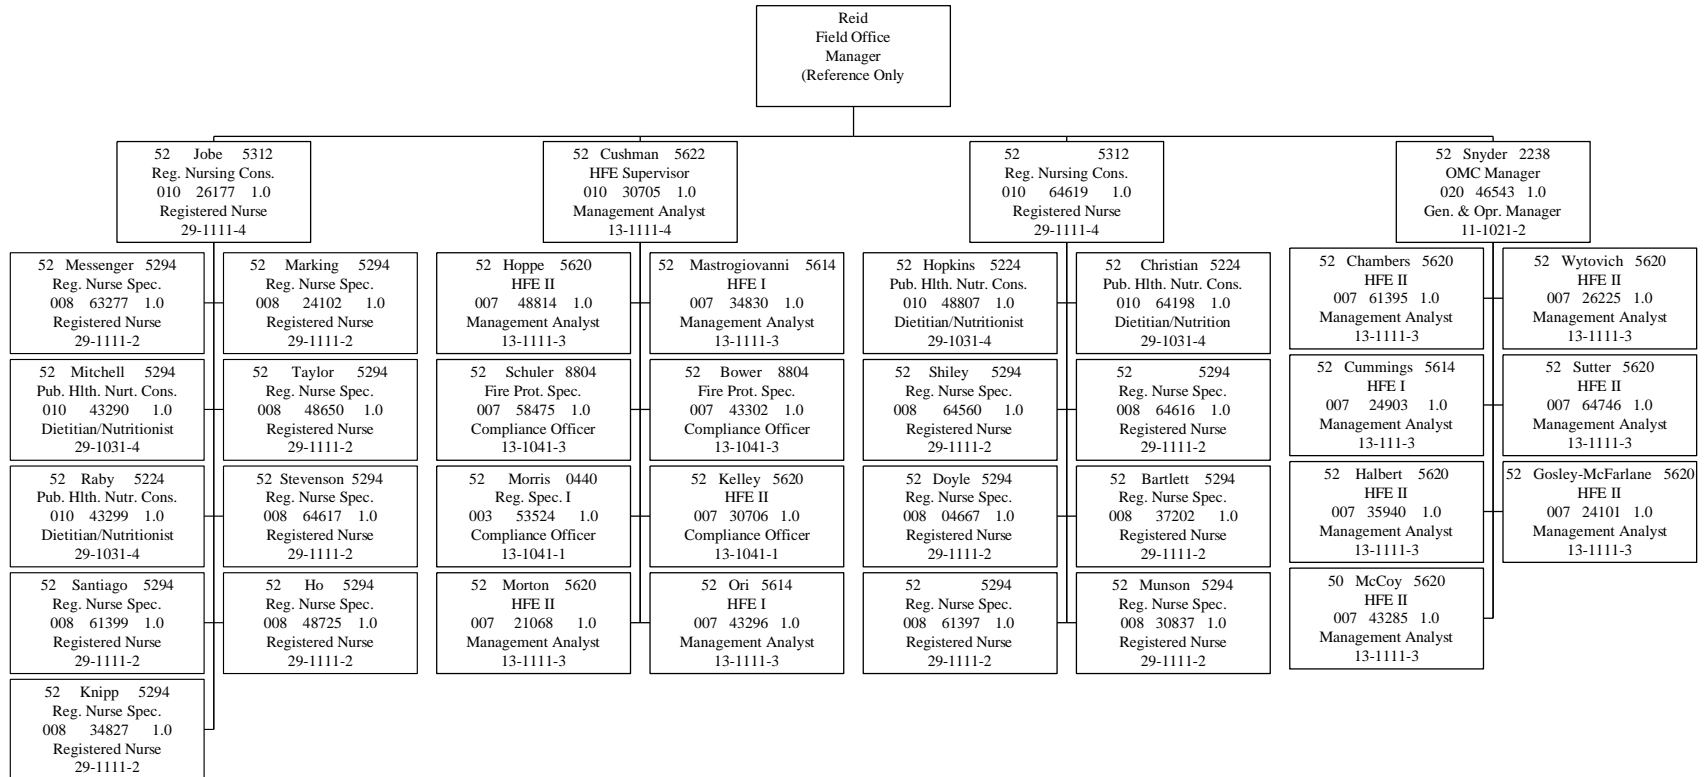 Reid
Field Office
Manager
(Reference Only
52 Jobe 5312
Reg. Nursing Cons.
010 26177 1.0
Registered Nurse
29-1111-4
52 Cushman 5622
HFE Supervisor
010 30705 1.0
Management Analyst
13-1111-4
52 5312
Reg. Nursing Cons.
010 64619 1.0
Registered Nurse
29-1111-4
52 Snyder 2238
OMC Manager
020 46543 1.0
Gen. & Opr. Manager
11-1021-2
52 Messenger 5294
Reg. Nurse Spec.
008 63277 1.0
Registered Nurse
29-1111-2
52 Marking 5294
Reg. Nurse Spec.
008 24102 1.0
Registered Nurse
29-1111-2
52 Hoppe 5620
HFE II
007 48814 1.0
Management Analyst
13-1111-3
52 Mastrogiovanni 5614
HFE I
007 34830 1.0
Management Analyst
13-1111-3
52 Hopkins 5224
Pub. Hlth. Nutr. Cons.
010 48807 1.0
Dietitian/Nutritionist
29-1031-4
52 Christian 5224
Pub. Hlth. Nutr. Cons.
010 64198 1.0
Dietitian/Nutrition
29-1031-4
52 Chambers 5620
HFE II
007 61395 1.0
Management Analyst
13-1111-3
52 Wytovich 5620
HFE II
007 26225 1.0
Management Analyst
13-1111-3
52 Mitchell 5294
Pub. Hlth. Nurt. Cons.
010 43290 1.0
Dietitian/Nutritionist
29-1031-4
52 Taylor 5294
Reg. Nurse Spec.
008 48650 1.0
Registered Nurse
29-1111-2
52 Schuler 8804
Fire Prot. Spec.
007 58475 1.0
Compliance Officer
13-1041-3
52 Bower 8804
Fire Prot. Spec.
007 43302 1.0
Compliance Officer
13-1041-3
52 Shiley 5294
Reg. Nurse Spec.
008 64560 1.0
Registered Nurse
29-1111-2
52 5294
Reg. Nurse Spec.
008 64616 1.0
Registered Nurse
29-1111-2
52 Cummings 5614
HFE I
007 24903 1.0
Management Analyst
13-111-3
52 Sutter 5620
HFE II
007 64746 1.0
Management Analyst
13-1111-3
52 Raby 5224
Pub. Hlth. Nutr. Cons.
010 43299 1.0
Dietitian/Nutritionist
29-1031-4
52 Stevenson 5294
Reg. Nurse Spec.
008 64617 1.0
Registered Nurse
29-1111-2
52 Morris 0440
Reg. Spec. I
003 53524 1.0
Compliance Officer
13-1041-1
52 Kelley 5620
HFE II
007 30706 1.0
Compliance Officer
13-1041-1
52 Doyle 5294
Reg. Nurse Spec.
008 04667 1.0
Registered Nurse
29-1111-2
52 Bartlett 5294
Reg. Nurse Spec.
008 37202 1.0
Registered Nurse
29-1111-2
52 Halbert 5620
HFE II
007 35940 1.0
Management Analyst
13-1111-3
52 Gosley-McFarlane 5620
HFE II
007 24101 1.0
Management Analyst
13-1111-3
52 Santiago 5294
Reg. Nurse Spec.
008 61399 1.0
Registered Nurse
29-1111-2
52 Ho 5294
Reg. Nurse Spec.
008 48725 1.0
Registered Nurse
29-1111-2
52 Morton 5620
HFE II
007 21068 1.0
Management Analyst
13-1111-3
52 Ori 5614
HFE I
007 43296 1.0
Management Analyst
13-1111-3
52 5294
Reg. Nurse Spec.
008 61397 1.0
Registered Nurse
29-1111-2
52 Munson 5294
Reg. Nurse Spec.
008 30837 1.0
Registered Nurse
29-1111-2
50 McCoy 5620
HFE II
007 43285 1.0
Management Analyst
13-1111-3
52 Knipp 5294
Reg. Nurse Spec.
008 34827 1.0
Registered Nurse
29-1111-2